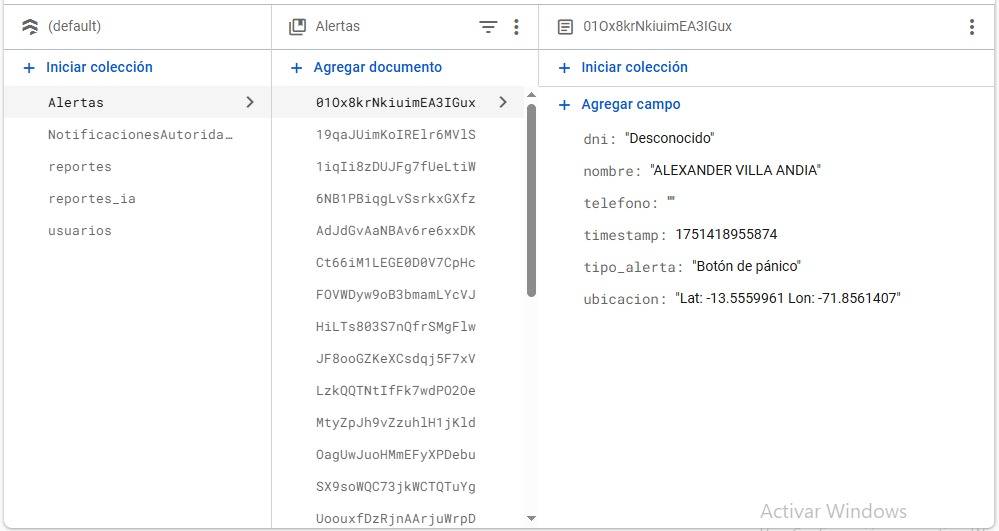 (default)
Alertas
01Ox8krNkiuimEA3IGux
Iniciar colección
Agregar documento
Iniciar colección
Alertas
NotificacionesAutorida…
reportes
reportes_ia
usuarios
01Ox8krNkiuimEA3IGux
19qaJUimKoIRElr6MVlS
1iqIi8zDUJFg7fUeLtiW
6NB1PBiqgLvSsrkxGXfz
AdJdGvAaNBAv6re6xxDK
Ct66iM1LEGE0D0V7CpHc
FOVWDyw9oB3bmamLYcVJ
HiLTs803S7nQfrSMgFlw
JF8ooGZKeXCsdqj5F7xV
LzkQQTNtIfFk7wdPO2Oe
MtyZpJh9vZzuhlH1jKld
OagUwJuoHMmEFyXPDebu
SX9soWQC73jkWCTQTuYg
UoouxfDzRjnAArjuWrpD
Agregar campo
dni: "Desconocido"
nombre: "ALEXANDER VILLA ANDIA"
telefono: ""
timestamp: 1751418955874
tipo_alerta: "Botón de pánico"
ubicacion: "Lat: -13.5559961 Lon: -71.8561407"
Activar Windows